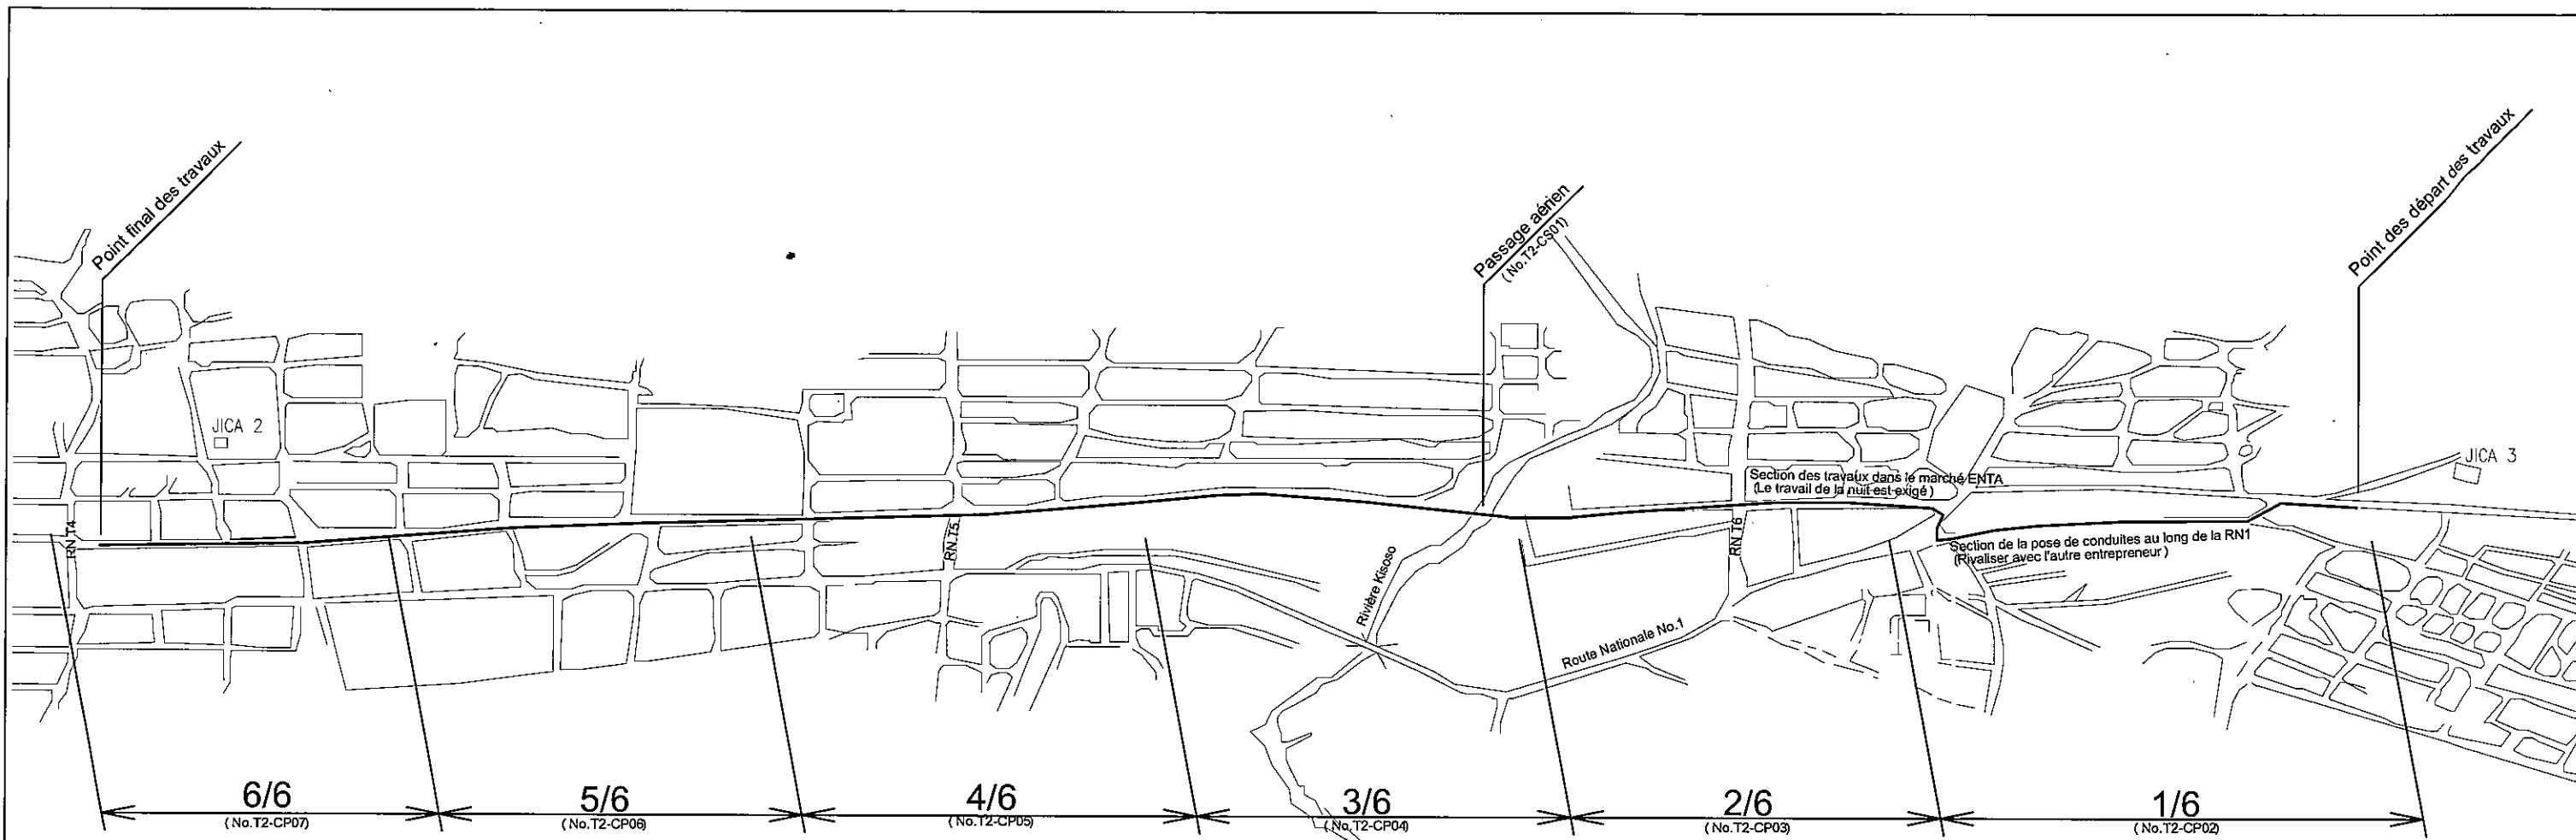 Point final des travaux
Passage aérien
(No.T2-CS01)
Point des départ des travaux
JICA 2
JICA 3
Section des travaux dans le marché ENTA
(Le travail de la nuit est exigé)
RN.T4
RN.T5
RN.T6
Section de la pose de conduites au long de la RN1
(Rivaliser avec l'autre entrepreneur)
Rivière Kisoso
Route Nationale No.1
6/6
(No.T2-CP07)
5/6
(No.T2-CP06)
4/6
(No.T2-CP05)
3/6
(No.T2-CP04)
2/6
(No.T2-CP03)
1/6
(No.T2-CP02)